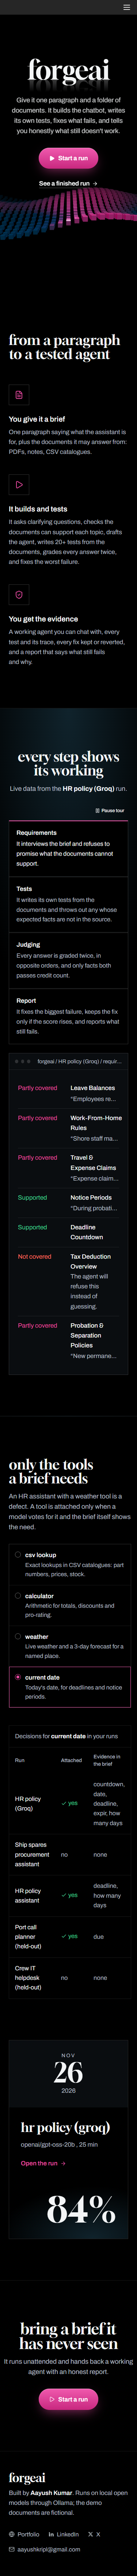 forgeai
Give it one paragraph and a folder of
documents. It builds the chatbot, writes
its own tests, fixes what fails, and tells
you honestly what still doesn't work.
Start a run
See a finished run →
from a paragraph
to a tested agent
You give it a brief
One paragraph saying what the assistant is
for, plus the documents it may answer from:
PDFs, notes, CSV catalogues.
It builds and tests
It asks clarifying questions, checks the
documents can support each topic, drafts
the agent, writes 20+ tests from the
documents, grades every answer twice,
and fixes the worst failure.
You get the evidence
A working agent you can chat with, every
test and its trace, every fix kept or reverted,
and a report that says what still fails
and why.
every step shows
its working
Live data from the HR policy (Groq) run.
Pause tour
Requirements
It interviews the brief and refuses to
promise what the documents cannot
support.
Tests
It writes its own tests from the
documents and throws out any whose
expected facts are not in the source.
Judging
Every answer is graded twice, in
opposite orders, and only facts both
passes credit count.
Report
It fixes the biggest failure, keeps the fix
only if the score rises, and reports what
still fails.
forgeai / HR policy (Groq) / requir...
Partly covered
Leave Balances
"Employees re...
Partly covered
Work-From-Home
Rules
"Shore staff ma...
Partly covered
Travel &
Expense Claims
"Expense claim...
Supported
Notice Periods
"During probati...
Supported
Deadline
Countdown
Not covered
Tax Deduction
Overview
The agent will
refuse this
instead of
guessing.
Partly covered
Probation &
Separation
Policies
"New permane...
only the tools
a brief needs
An HR assistant with a weather tool is a
defect. A tool is attached only when a
model votes for it and the brief itself shows
the need.
csv lookup
Exact lookups in CSV catalogues: part
numbers, prices, stock.
calculator
Arithmetic for totals, discounts and
pro-rating.
weather
Live weather and a 3-day forecast for a
named place.
current date
Today's date, for deadlines and notice
periods.
Decisions for current date in your runs
Run Attached Evidence in
the brief
HR policy
(Groq)
yes
countdown,
date,
deadline,
expir, how
many days
Ship spares
procurement
assistant
no
none
HR policy
assistant
yes
deadline,
how many
days
Port call
planner
(held-out)
yes
due
Crew IT
helpdesk
(held-out)
no
none
NOV
26
2026
hr policy (groq)
openai/gpt-oss-20b , 25 min
Open the run →
84%
bring a brief it
has never seen
It runs unattended and hands back a working
agent with an honest report.
Start a run
forgeai
Built by Aayush Kumar. Runs on local open
models through Ollama; the demo
documents are fictional.
Portfolio LinkedIn X
aayushkripl@gmail.com